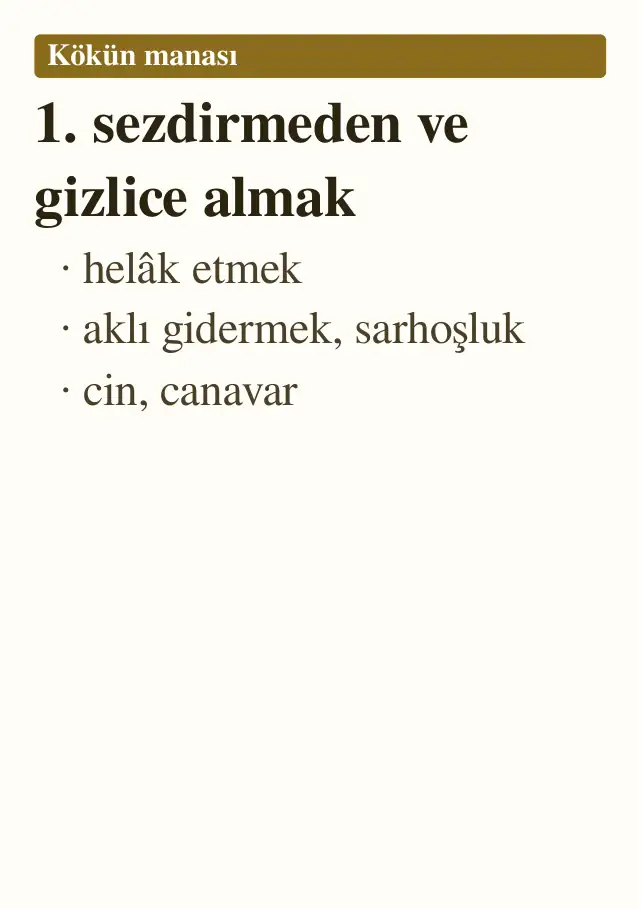 Kökün manası
1. sezdirmeden ve
gizlice almak
· helâk etmek
· aklı gidermek, sarhoşluk
· cin, canavar